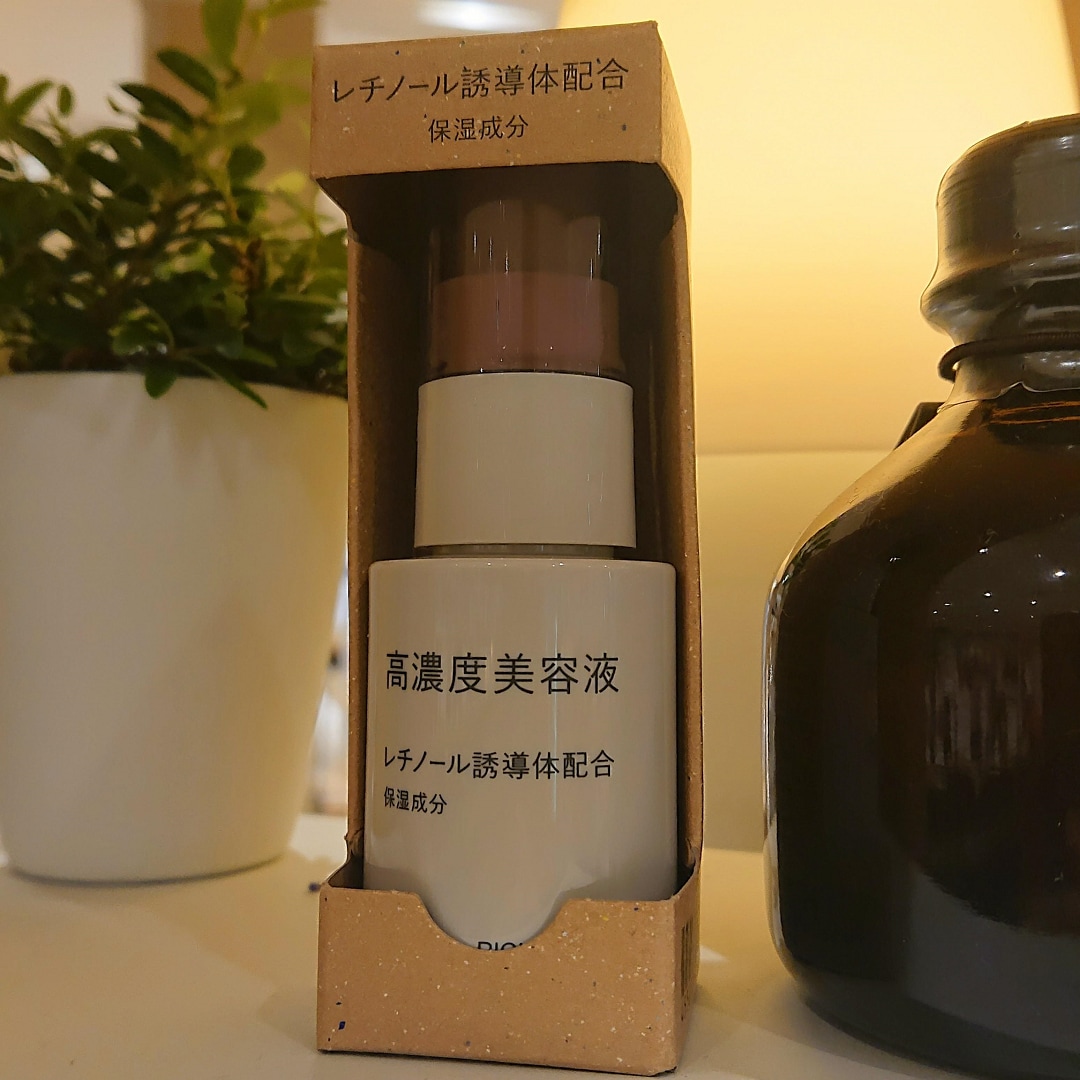 レチノール誘導体配合
保湿成分
高濃度美容液
レチノール誘導体配合
保湿成分